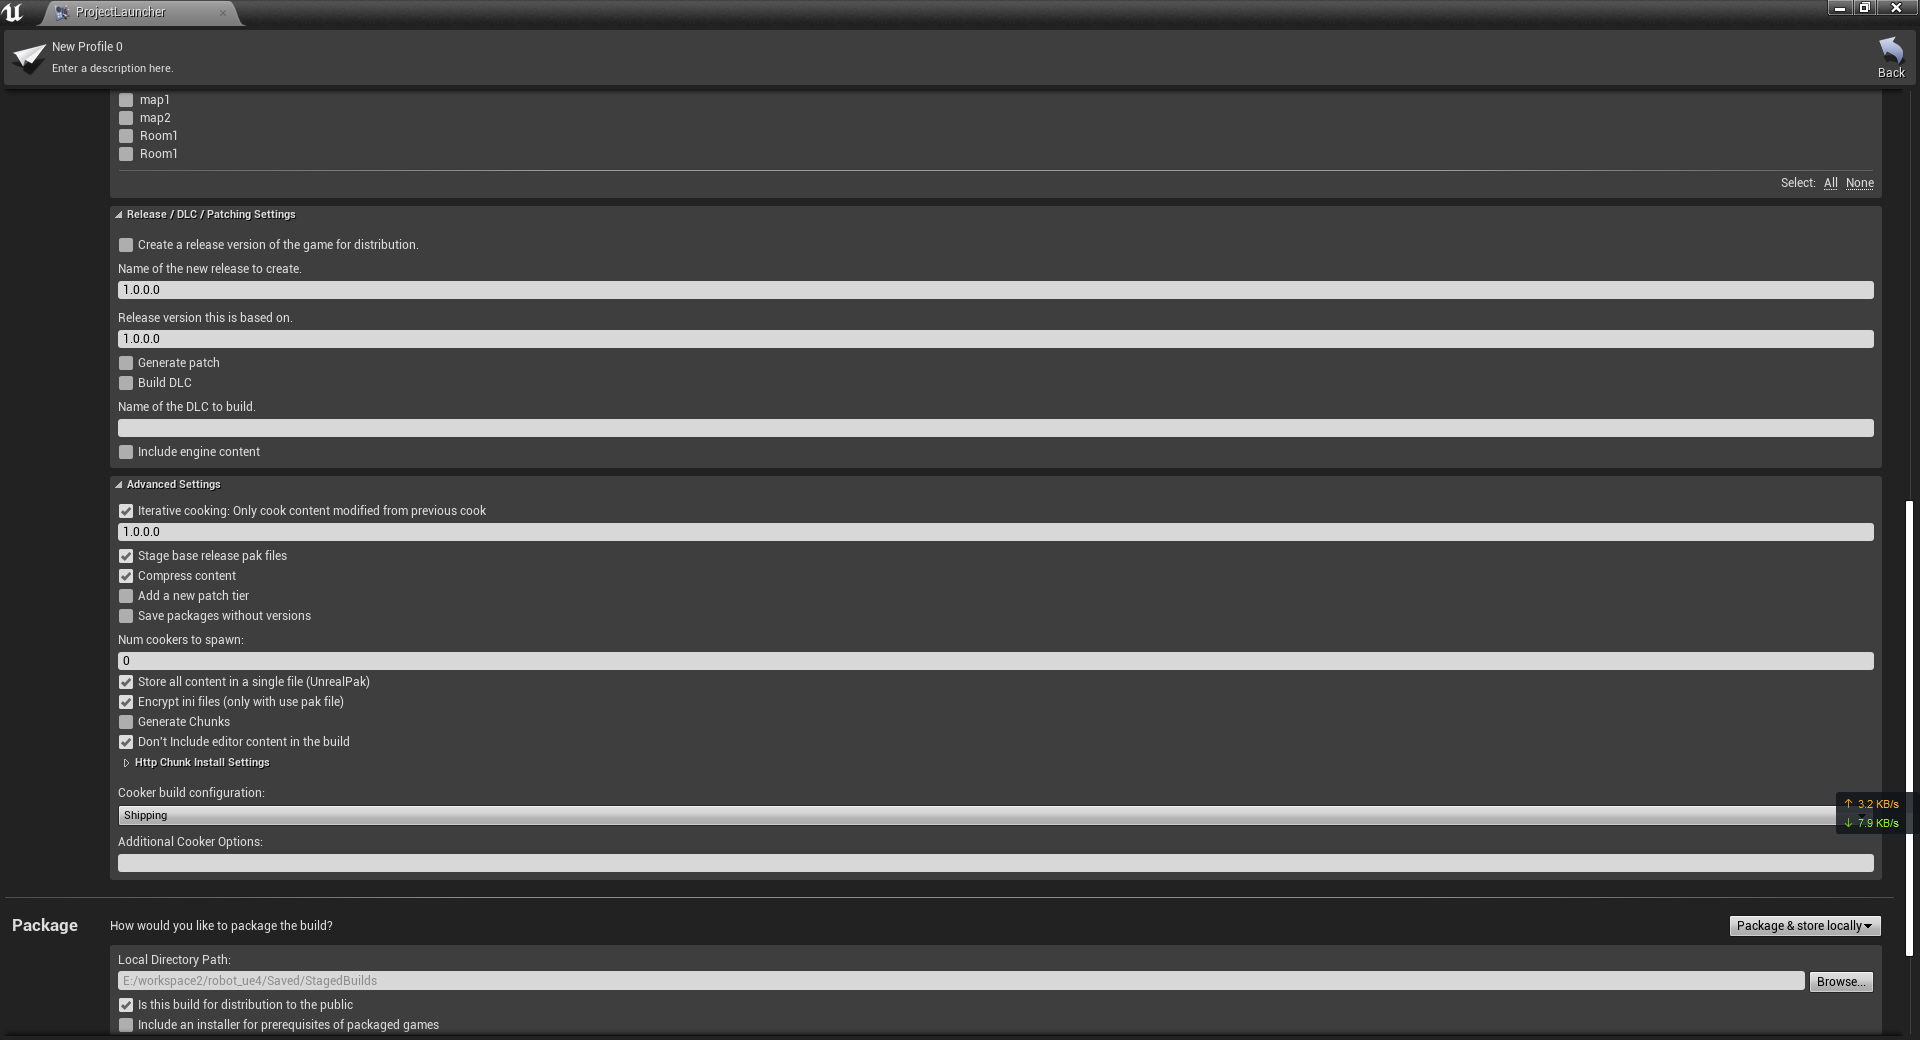 ProjectLauncher
New Profile 0
Enter a description here.
Back
map1
map2
Room1
Room1
Select: All None
Release / DLC / Patching Settings
Create a release version of the game for distribution.
Name of the new release to create.
1.0.0.0
Release version this is based on.
1.0.0.0
Generate patch
Build DLC
Name of the DLC to build.
Include engine content
Advanced Settings
Iterative cooking: Only cook content modified from previous cook
1.0.0.0
Stage base release pak files
Compress content
Add a new patch tier
Save packages without versions
Num cookers to spawn:
0
Store all content in a single file (UnrealPak)
Encrypt ini files (only with use pak file)
Generate Chunks
Don't Include editor content in the build
Http Chunk Install Settings
Cooker build configuration:
Shipping
↑ 3.2 KB/s
↓ 7.9 KB/s
Additional Cooker Options:
Package
How would you like to package the build?
Package & store locally
Local Directory Path:
E:/workspace2/robot_ue4/Saved/StagedBuilds
Browse...
Is this build for distribution to the public
Include an installer for prerequisites of packaged games